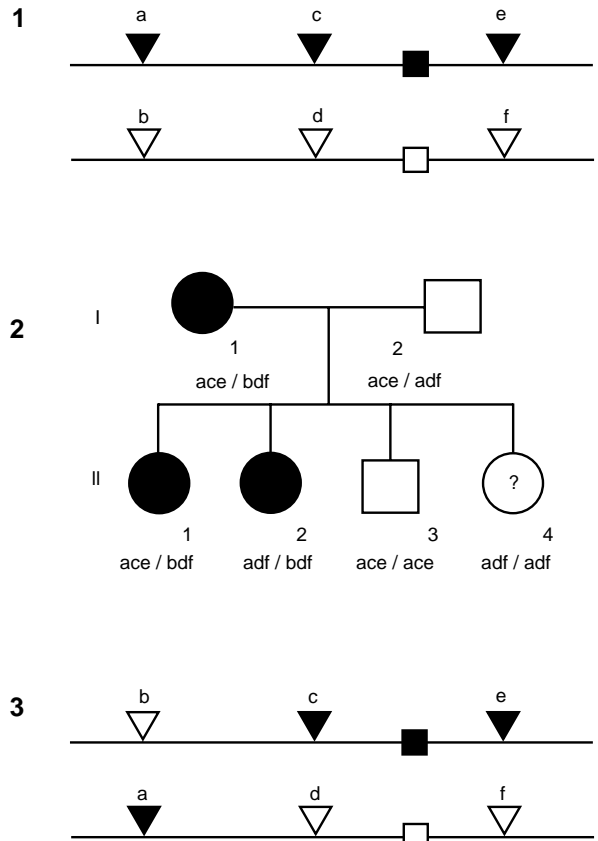 1
a c e
b d f
2
I
1 2
ace / bdf ace / adf
II
?
1 2 3 4
ace / bdf adf / bdf ace / ace adf / adf
3
b c e
a d f